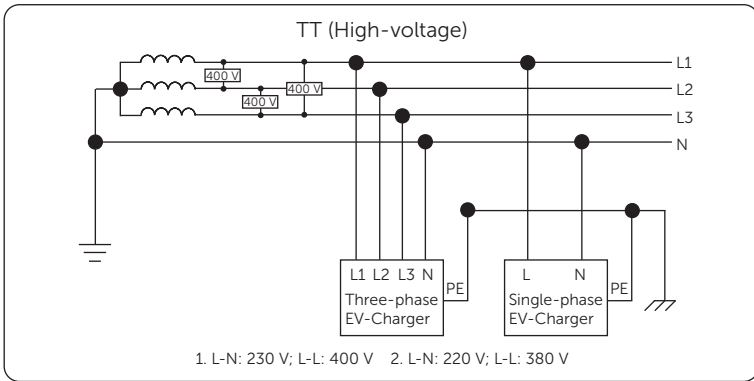 TT (High-voltage)
L1
400 V
400 V
L2
400 V
L3
N
L1 L2 L3 N
PE
Three-phase
EV-Charger
L N
PE
Single-phase
EV-Charger
1. L-N: 230 V; L-L: 400 V 2. L-N: 220 V; L-L: 380 V